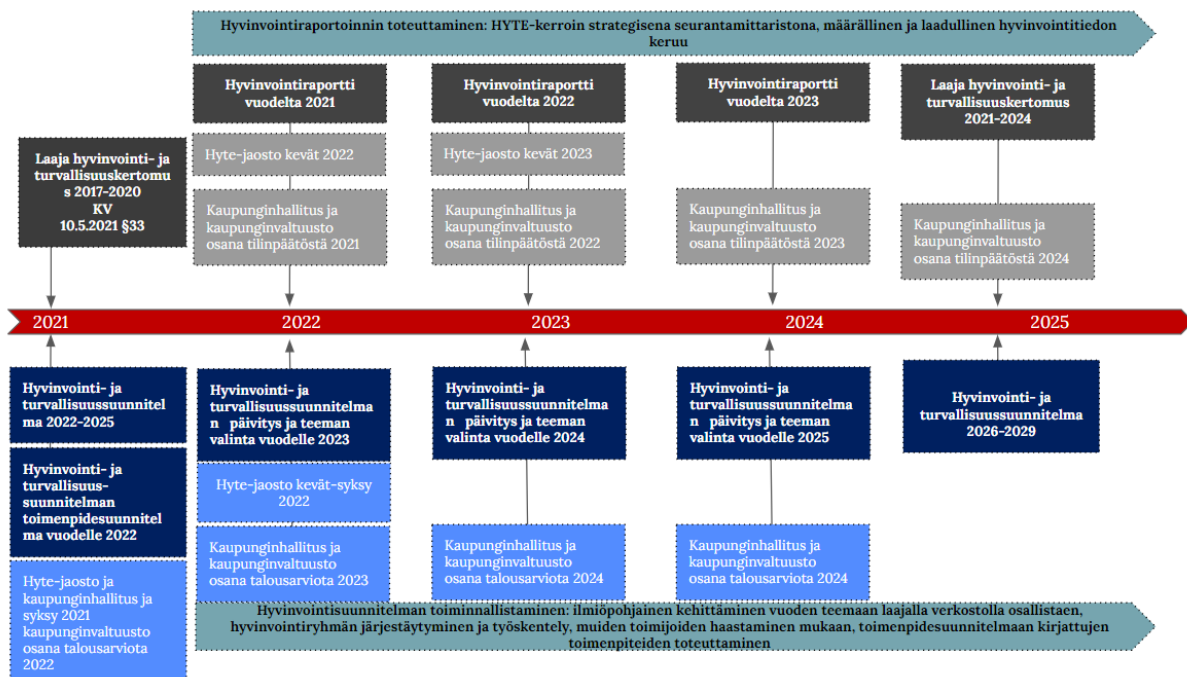 Hyvinvointiraportoinnin toteuttaminen: HYTE-kerroin strategisena seurantamittaristona, määrällinen ja laadullinen hyvinvointitiedon
keruu
Laaja hyvinvointi- ja
turvallisuuskertomu
s 2017-2020
KV
10.5.2021 §33
Hyvinvointiraportti
vuodelta 2021
Hyte-jaosto kevät 2022
Kaupunginhallitus ja
kaupunginvaltuusto
osana tilinpäätöstä 2021
Hyvinvointiraportti
vuodelta 2022
Hyte-jaosto kevät 2023
Kaupunginhallitus ja
kaupunginvaltuusto
osana tilinpäätöstä 2022
Hyvinvointiraportti
vuodelta 2023
Kaupunginhallitus ja
kaupunginvaltuusto
osana tilinpäätöstä 2023
Laaja hyvinvointi- ja
turvallisuuskertomus
2021-2024
Kaupunginhallitus ja
kaupunginvaltuusto
osana tilinpäätöstä 2024
2021
2022
2023
2024
2025
Hyvinvointi- ja
turvallisuussuunnitel
ma 2022-2025
Hyvinvointi- ja
turvallisuus-
suunnitelman
toimenpidesuunnitel
ma vuodelle 2022
Hyte-jaosto ja
kaupunginhallitus ja
syksy 2021
kaupunginvaltuusto
osana talousarviota
2022
Hyvinvointi- ja
turvallisuussuunnitelma
n päivitys ja teeman
valinta vuodelle 2023
Hyte-jaosto kevät-syksy
2022
Kaupunginhallitus ja
kaupunginvaltuusto
osana talousarviota 2023
Hyvinvointi- ja
turvallisuussuunnitelma
n päivitys ja teeman
valinta vuodelle 2024
Kaupunginhallitus ja
kaupunginvaltuusto
osana talousarviota 2024
Hyvinvointi- ja
turvallisuussuunnitelma
n päivitys ja teeman
valinta vuodelle 2025
Kaupunginhallitus ja
kaupunginvaltuusto
osana talousarviota 2024
Hyvinvointi- ja
turvallisuussuunnitelma
2026-2029
Hyvinvointisuunnitelman toiminnallistaminen: ilmiöpohjainen kehittäminen vuoden teemaan laajalla verkostolla osallistaen,
hyvinvointiryhmän järjestäytyminen ja työskentely, muiden toimijoiden haastaminen mukaan, toimenpidesuunnitelmaan kirjattujen
toimenpiteiden toteuttaminen